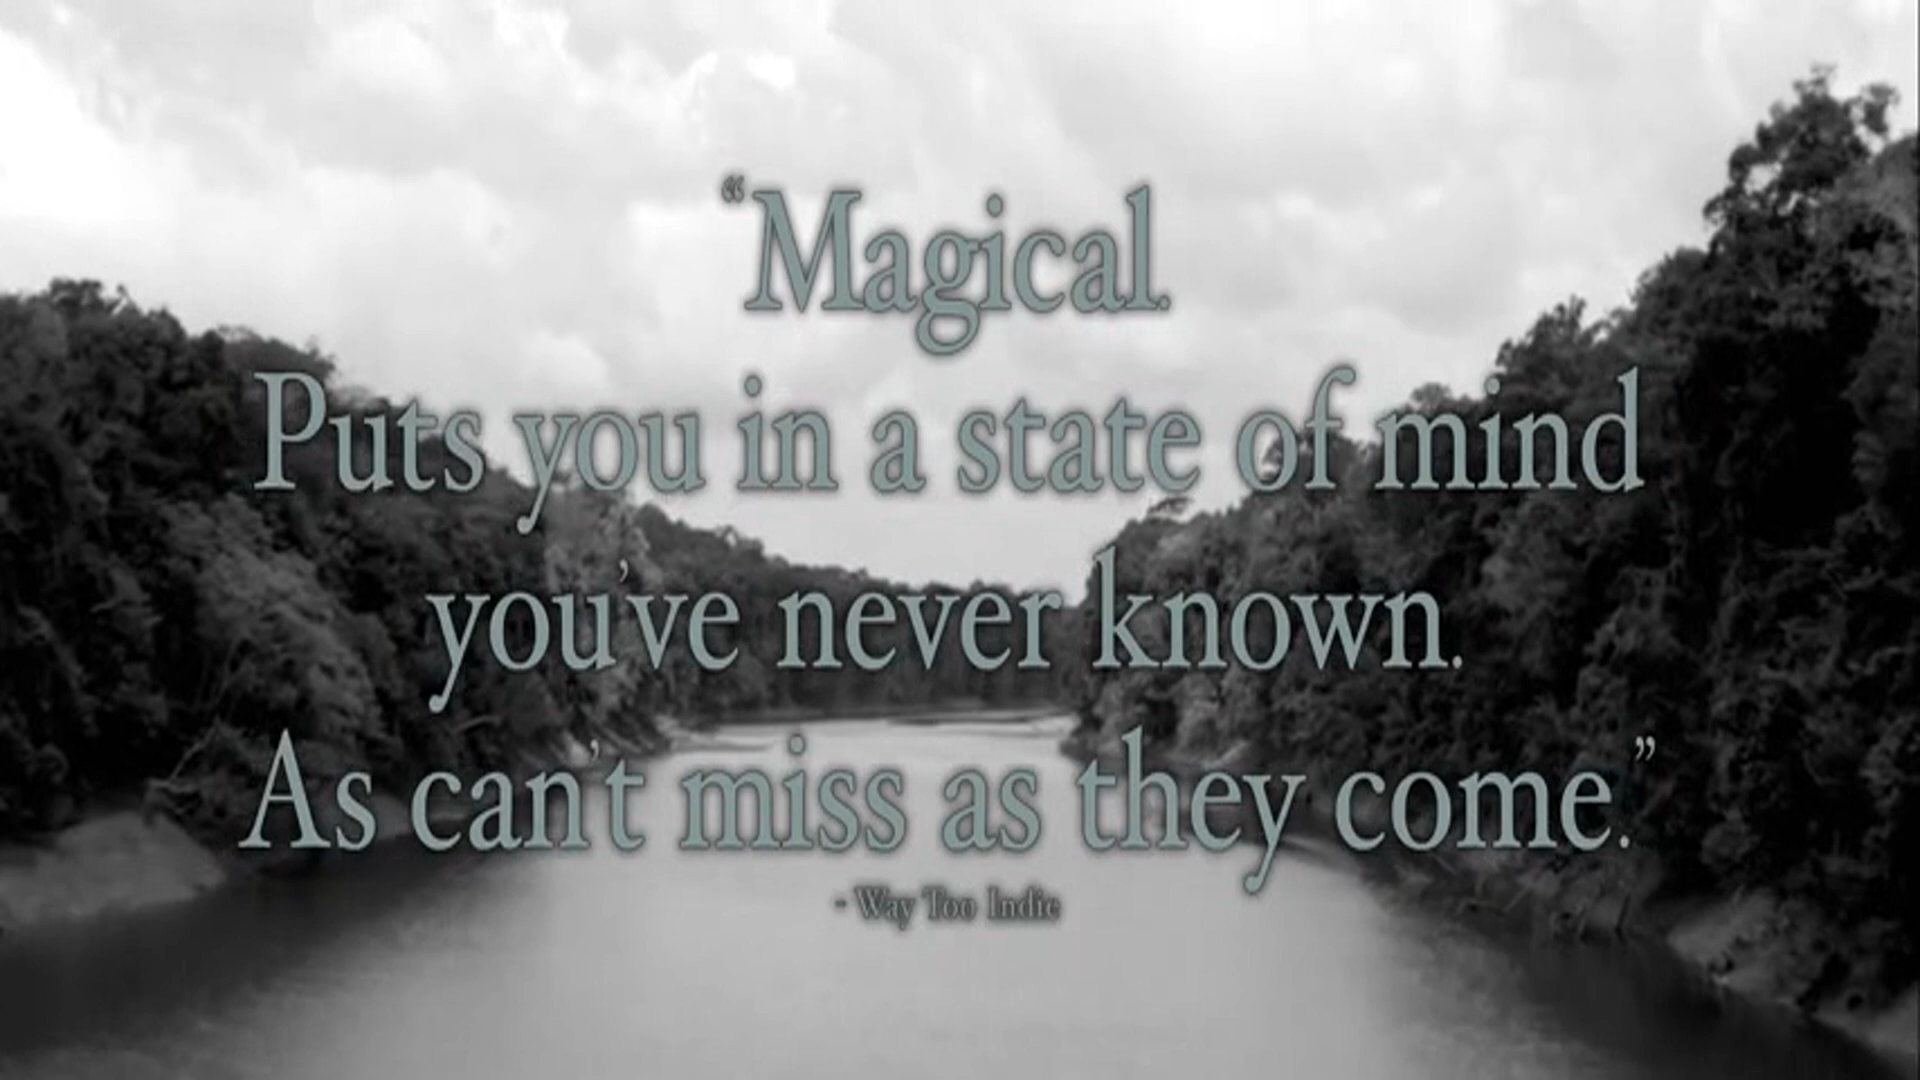 “Magical.
Puts you in a state of mind
you’ve never known.
As can’t miss as they come.”
- Way Too Indie